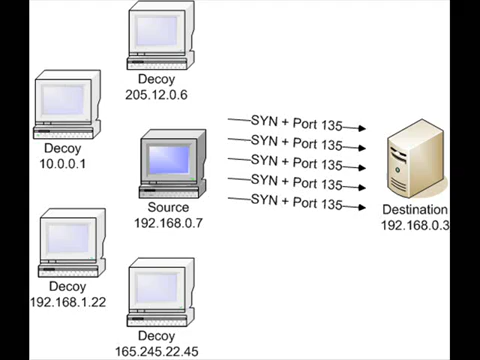 Decoy
205.12.0.6
Decoy
10.0.0.1
Source
192.168.0.7
Decoy
192.168.1.22
Decoy
165.245.22.45
SYN + Port 135
SYN + Port 135
SYN + Port 135
SYN + Port 135
SYN + Port 135
Destination
192.168.0.3